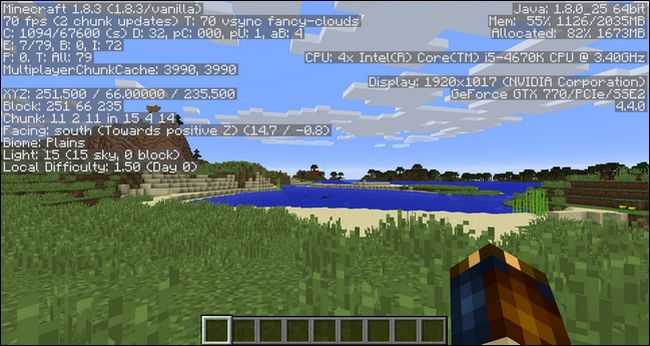 Minecraft 1.8.3 (1.8.3/vanilla)
70 fps (2 chunk updates) T: 70 vsync fancy-clouds
C: 1094/67600 (s) D: 32, pC: 000, pU: 1, aB: 4
E: 7/79, B: 0, I: 72
P: 0. T: All: 79
MultiplayerChunkCache: 3990, 3990
XYZ: 251.500 / 66.00000 / 235.500
Block: 251 66 235
Chunk: 11 2 11 in 15 4 14
Facing: south (Towards positive Z) (14.7 / -0.8)
Biome: Plains
Light: 15 (15 sky, 0 block)
Local Difficulty: 1.50 (Day 0)
Java: 1.8.0_25 64bit
Mem: 55% 1126/2035MB
Allocated: 82% 1673MB
CPU: 4x Intel(R) Core(TM) i5-4670K CPU @ 3.40GHz
Display: 1920x1017 (NVIDIA Corporation)
GeForce GTX 770/PCIe/SSE2
4.4.0